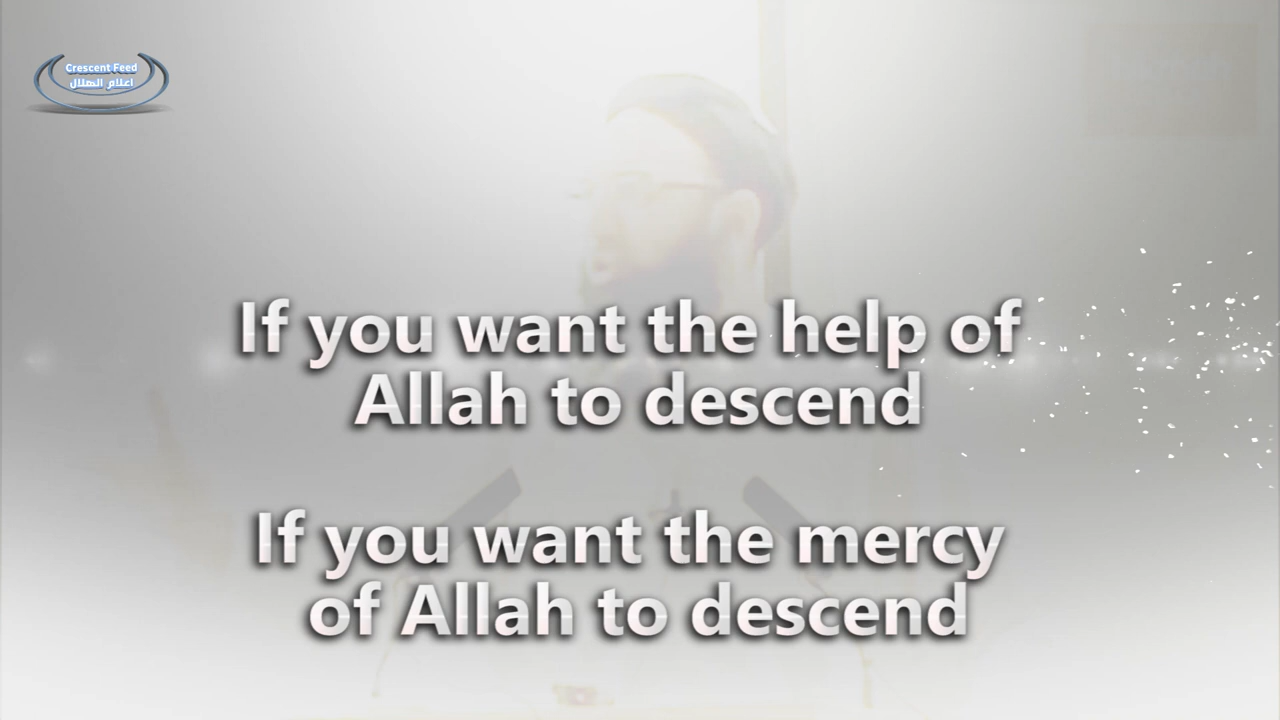 Crescent Feed
اعلام الهلال
If you want the help of
Allah to descend
If you want the mercy
of Allah to descend